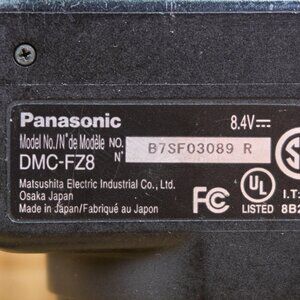 Panasonic 8.4V⎓
Model No./N° de Modèle NO.
DMC-FZ8 N° B7SF03089 R
Matsushita Electric Industrial Co., Ltd.
Osaka Japan
Made in Japan/Fabriqué au Japon
FC
UL
LISTED
I.T.
8B2